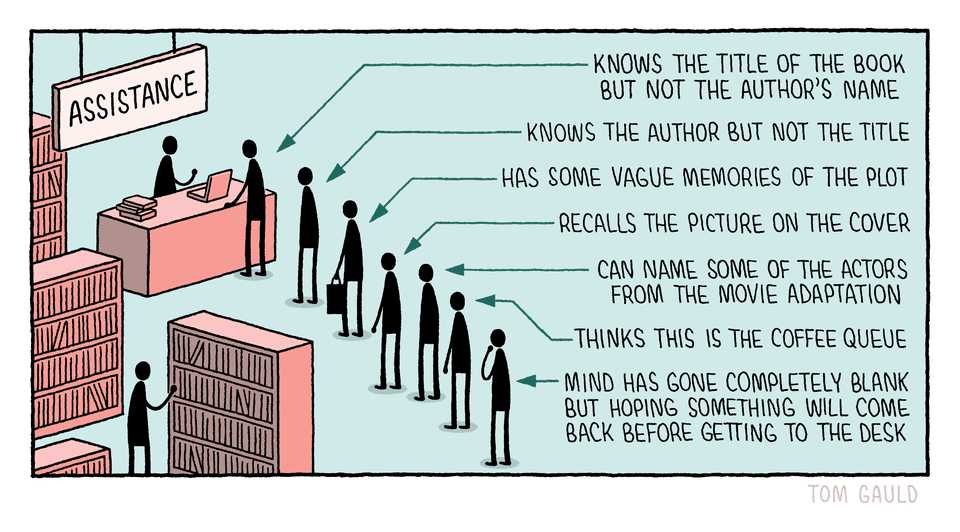 ASSISTANCE
KNOWS THE TITLE OF THE BOOK
BUT NOT THE AUTHOR'S NAME
KNOWS THE AUTHOR BUT NOT THE TITLE
HAS SOME VAGUE MEMORIES OF THE PLOT
RECALLS THE PICTURE ON THE COVER
CAN NAME SOME OF THE ACTORS
FROM THE MOVIE ADAPTATION
THINKS THIS IS THE COFFEE QUEUE
MIND HAS GONE COMPLETELY BLANK
BUT HOPING SOMETHING WILL COME
BACK BEFORE GETTING TO THE DESK
TOM GAULD